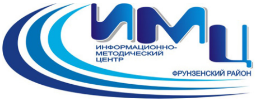 ИМЦ
ИНФОРМАЦИОННО-
МЕТОДИЧЕСКИЙ
ЦЕНТР
ФРУНЗЕНСКИЙ РАЙОН